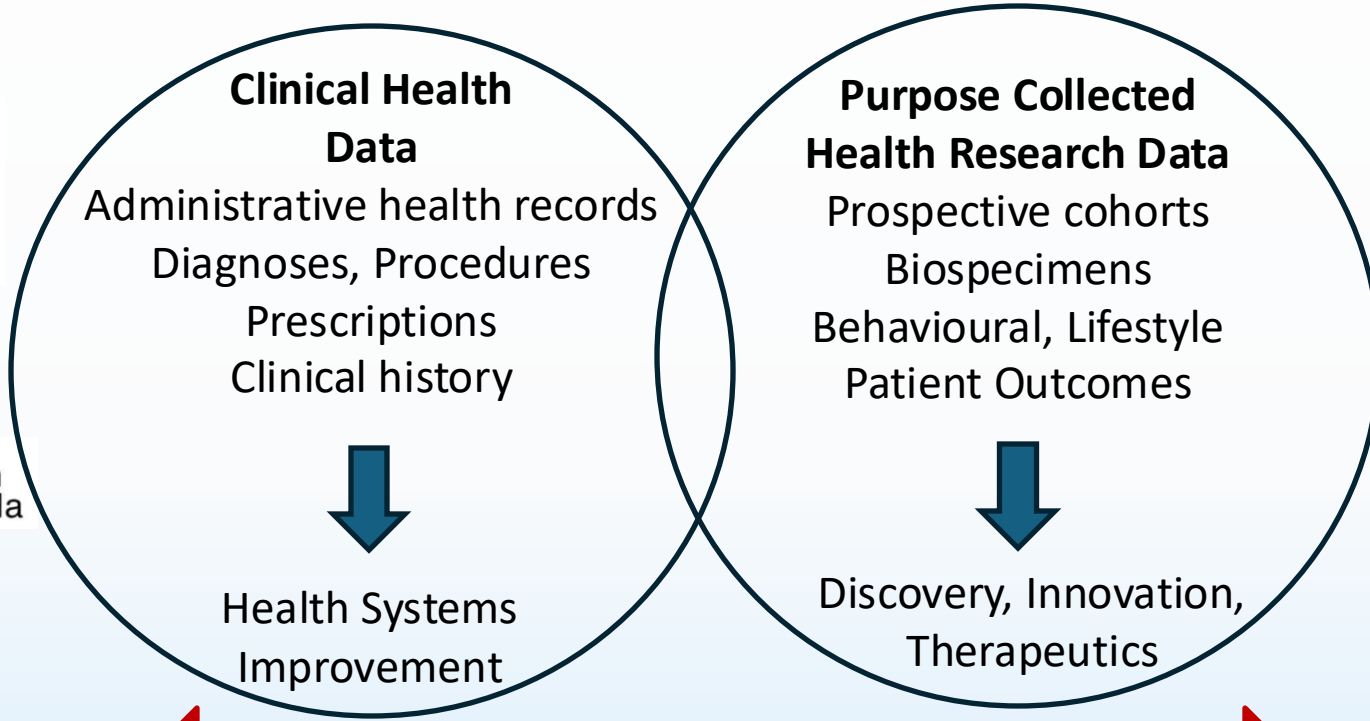 Clinical Health
Data
Administrative health records
Diagnoses, Procedures
Prescriptions
Clinical history
Health Systems
Improvement
Purpose Collected
Health Research Data
Prospective cohorts
Biospecimens
Behavioural, Lifestyle
Patient Outcomes
Discovery, Innovation,
Therapeutics